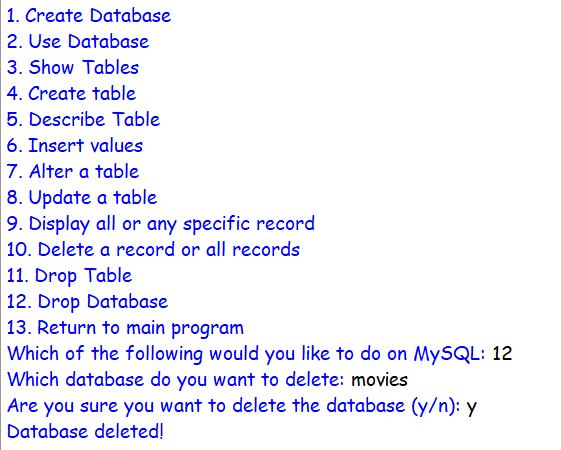 1. Create Database
2. Use Database
3. Show Tables
4. Create table
5. Describe Table
6. Insert values
7. Alter a table
8. Update a table
9. Display all or any specific record
10. Delete a record or all records
11. Drop Table
12. Drop Database
13. Return to main program
Which of the following would you like to do on MySQL: 12
Which database do you want to delete: movies
Are you sure you want to delete the database (y/n): y
Database deleted!